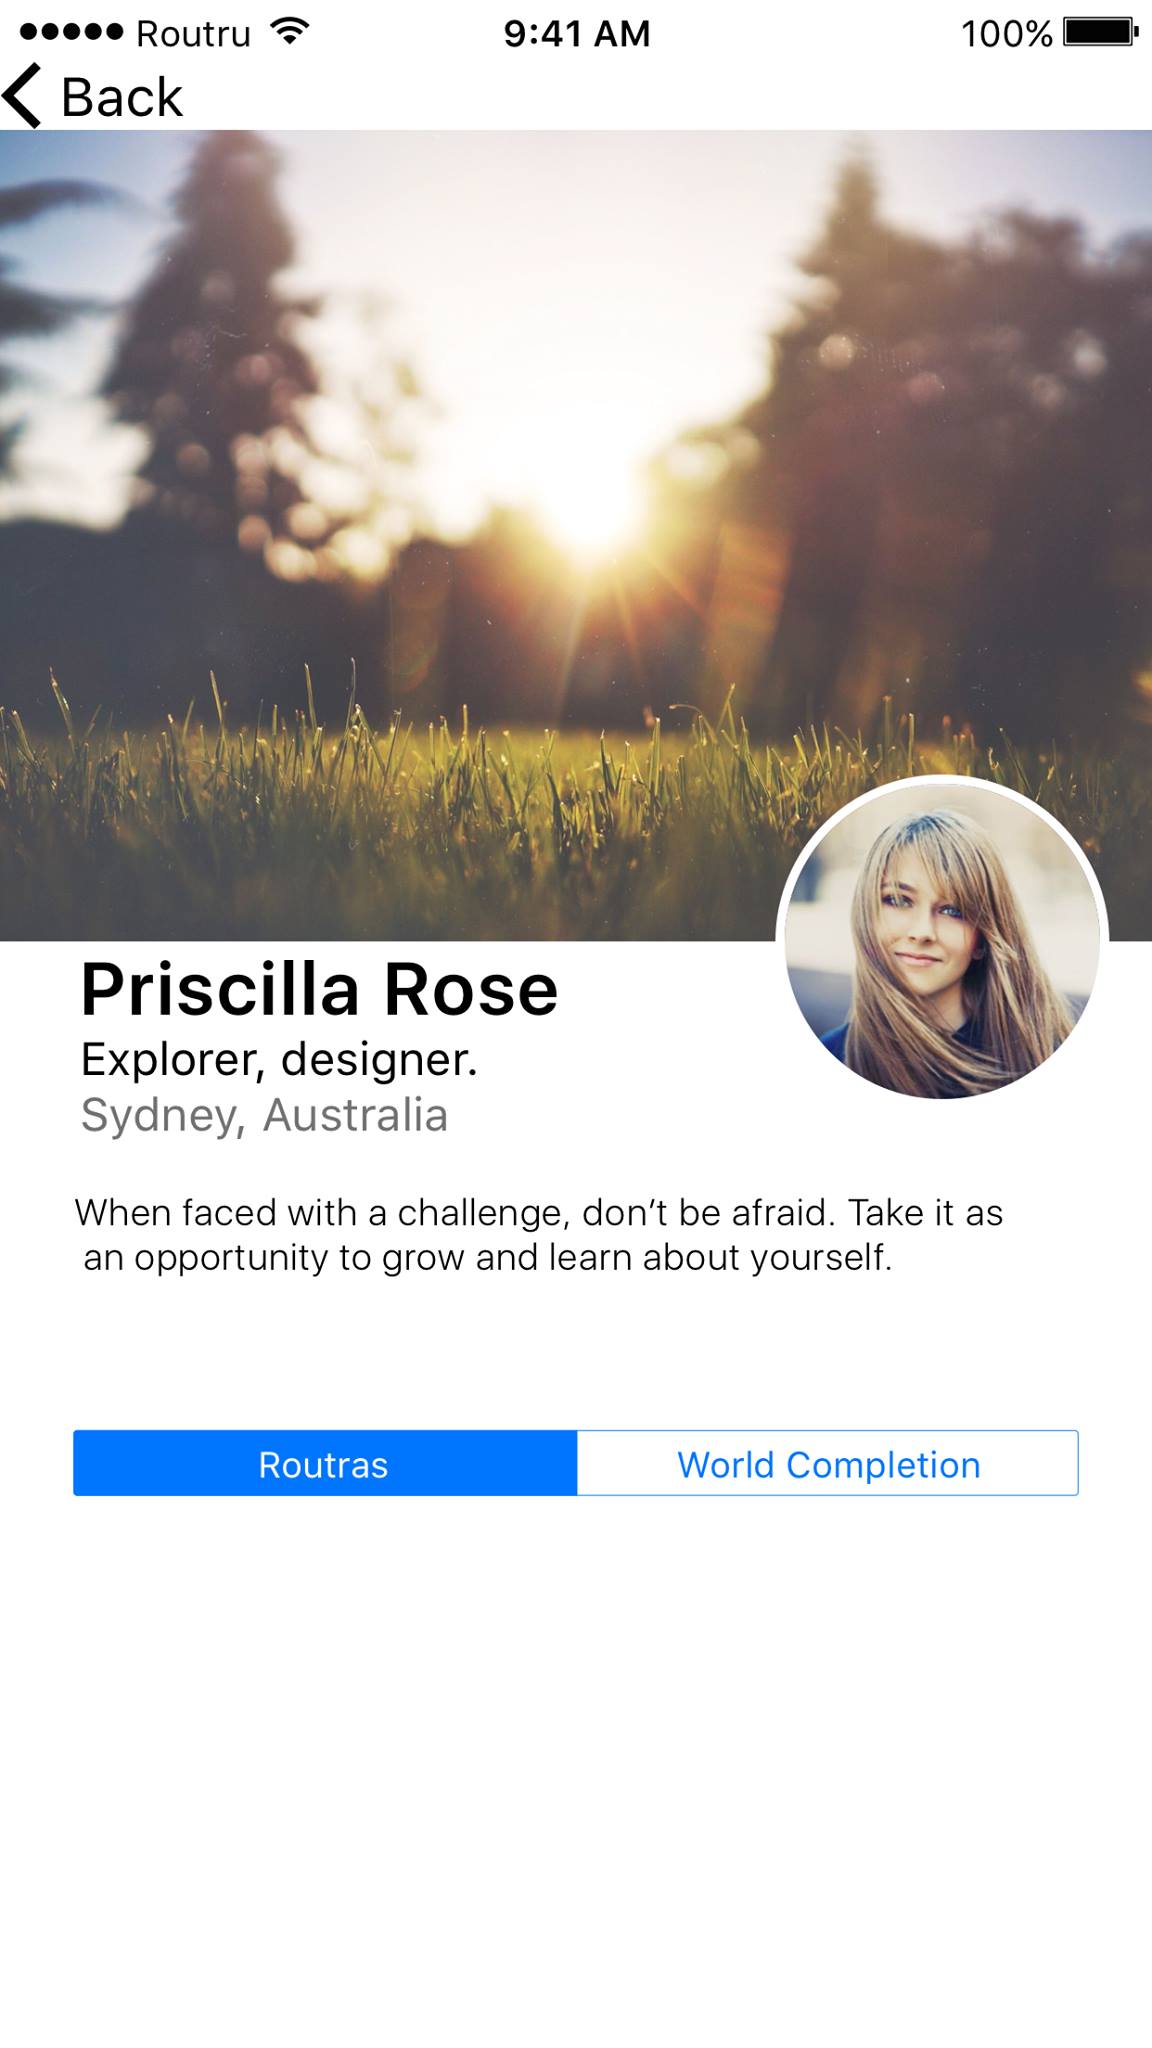 Routru 9:41 AM 100%
Back
Priscilla Rose
Explorer, designer.
Sydney, Australia
When faced with a challenge, don’t be afraid. Take it as
an opportunity to grow and learn about yourself.
Routras World Completion